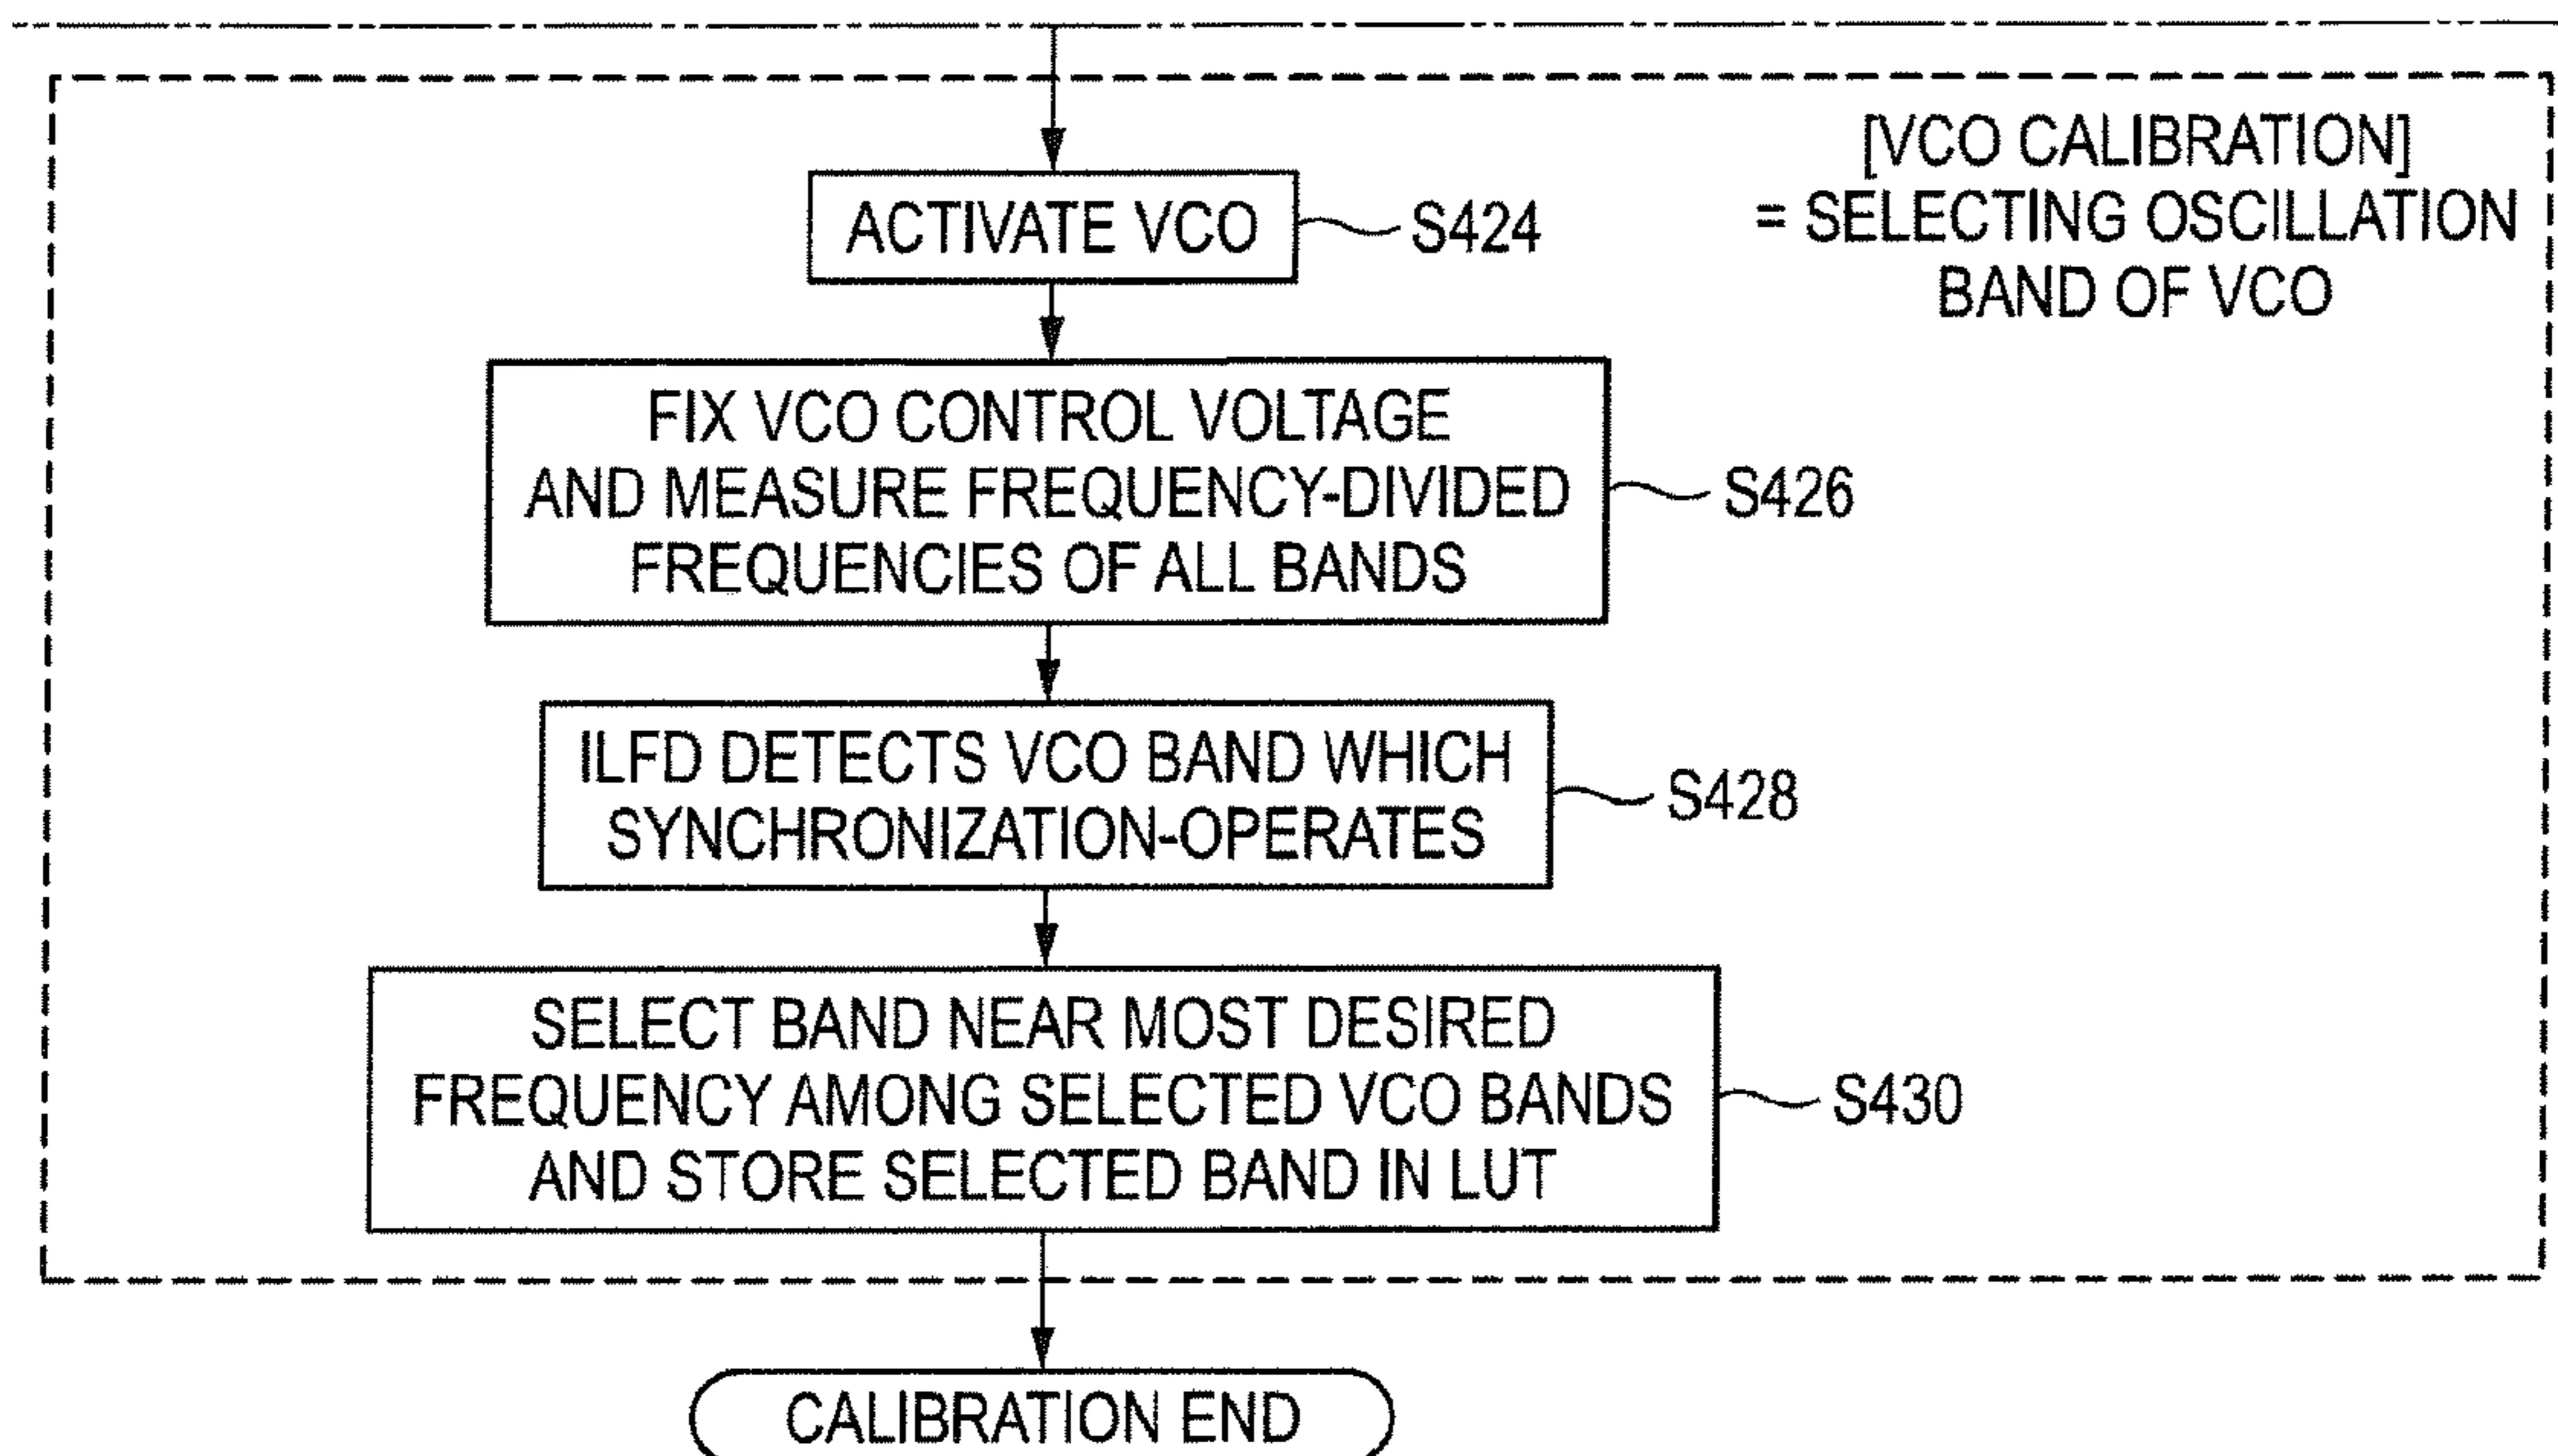 [VCO CALIBRATION]
= SELECTING OSCILLATION
BAND OF VCO
ACTIVATE VCO
S424
FIX VCO CONTROL VOLTAGE
AND MEASURE FREQUENCY-DIVIDED
FREQUENCIES OF ALL BANDS
S426
ILFD DETECTS VCO BAND WHICH
SYNCHRONIZATION-OPERATES
S428
SELECT BAND NEAR MOST DESIRED
FREQUENCY AMONG SELECTED VCO BANDS
AND STORE SELECTED BAND IN LUT
S430
CALIBRATION END